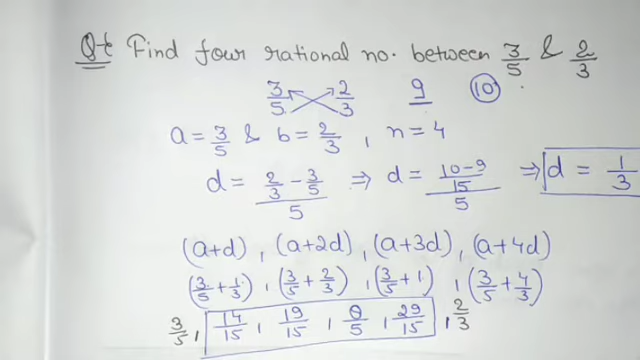 Qt Find four rational no. between 3/5 & 2/3
3/5 2/3 9 10
a = 3/5 & b = 2/3, n = 4
d = (2/3 - 3/5)/5 ⇒ d = ((10-9)/15)/5 ⇒ d = 1/3
(a+d), (a+2d), (a+3d), (a+4d)
(3/5 + 1/3), (3/5 + 2/3), (3/5 + 1), (3/5 + 4/3)
3/5, 14/15, 19/15, 8/5, 29/15, 2/3